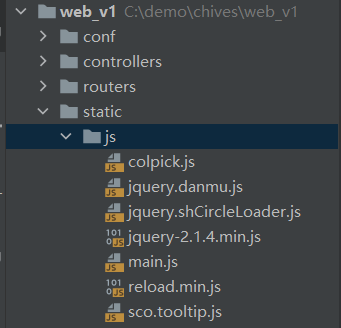 web_v1 C:\demo\chives\web_v1
conf
controllers
routers
static
js
colpick.js
jquery.danmu.js
jquery.shCircleLoader.js
jquery-2.1.4.min.js
main.js
reload.min.js
sco.tooltip.js